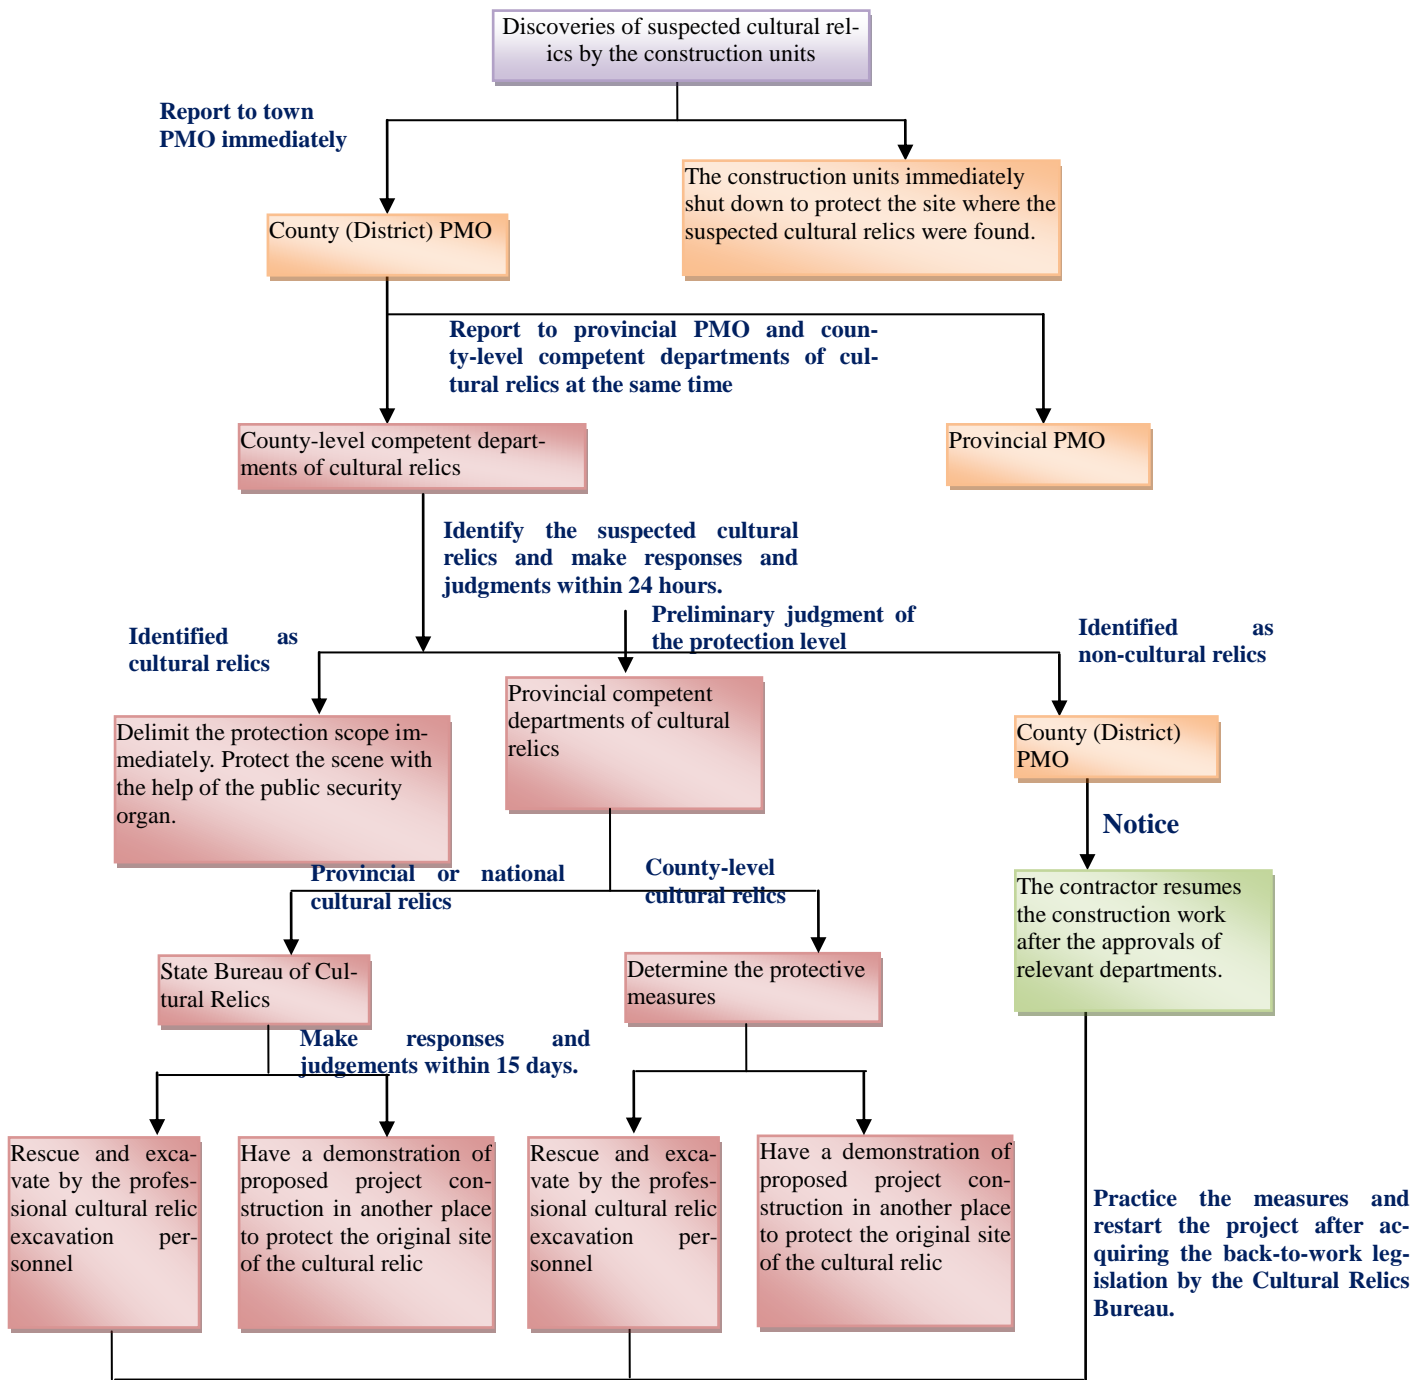 Discoveries of suspected cultural rel-
ics by the construction units
Report to town
PMO immediately
The construction units immediately
shut down to protect the site where the
suspected cultural relics were found.
County (District) PMO
Report to provincial PMO and coun-
ty-level competent departments of cul-
tural relics at the same time
County-level competent depart-
ments of cultural relics
Provincial PMO
Identify the suspected cultural
relics and make responses and
judgments within 24 hours.
Preliminary judgment of
the protection level
Identified as
cultural relics
Identified as
non-cultural relics
Delimit the protection scope im-
mediately. Protect the scene with
the help of the public security
organ.
Provincial competent
departments of cultural
relics
County (District)
PMO
Notice
Provincial or national
cultural relics
County-level
cultural relics
The contractor resumes
the construction work
after the approvals of
relevant departments.
State Bureau of Cul-
tural Relics
Determine the protective
measures
Make responses and
judgements within 15 days.
Rescue and exca-
vate by the profes-
sional cultural relic
excavation per-
sonnel
Have a demonstration of
proposed project con-
struction in another place
to protect the original site
of the cultural relic
Rescue and exca-
vate by the profes-
sional cultural relic
excavation per-
sonnel
Have a demonstration of
proposed project con-
struction in another place
to protect the original site
of the cultural relic
Practice the measures and
restart the project after ac-
quiring the back-to-work leg-
islation by the Cultural Relics
Bureau.